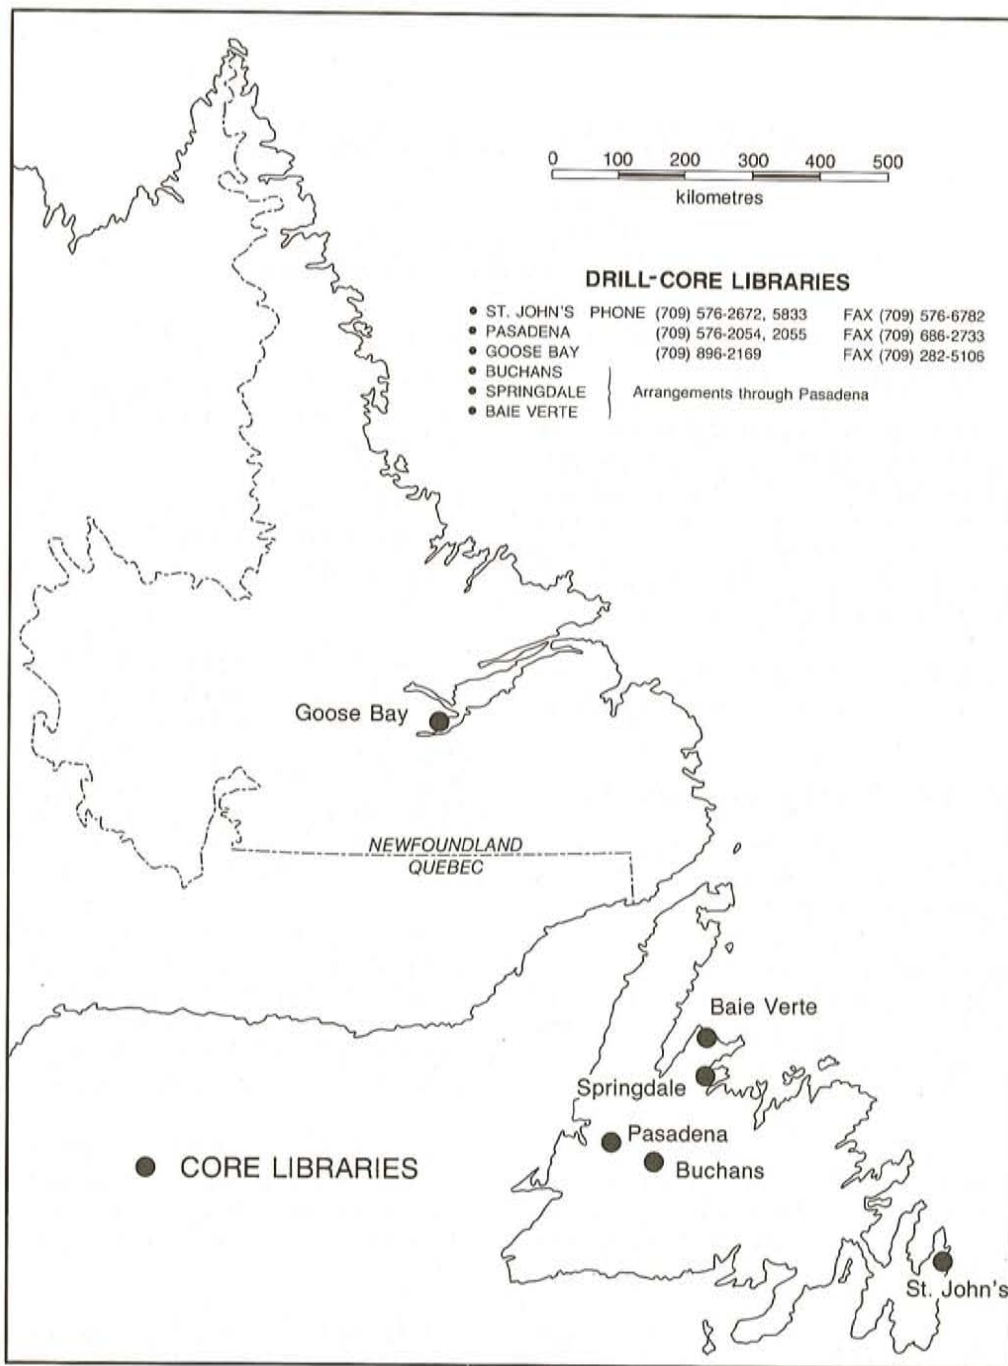 0 100 200 300 400 500
kilometres
DRILL-CORE LIBRARIES
• ST. JOHN'S PHONE (709) 576-2672, 5833 FAX (709) 576-6782
• PASADENA (709) 576-2054, 2055 FAX (709) 686-2733
• GOOSE BAY (709) 896-2169 FAX (709) 282-5106
• BUCHANS
• SPRINGDALE Arrangements through Pasadena
• BAIE VERTE
Goose Bay
NEWFOUNDLAND
QUEBEC
Baie Verte
Springdale
Pasadena
Buchans
CORE LIBRARIES
St. John's